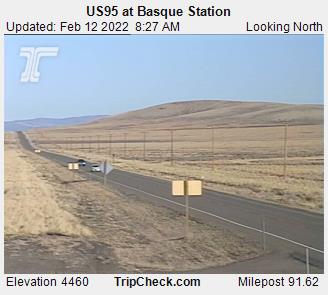 US95 at Basque Station
Updated: Feb 12 2022 8:27 AM Looking North
Elevation 4460 TripCheck.com Milepost 91.62